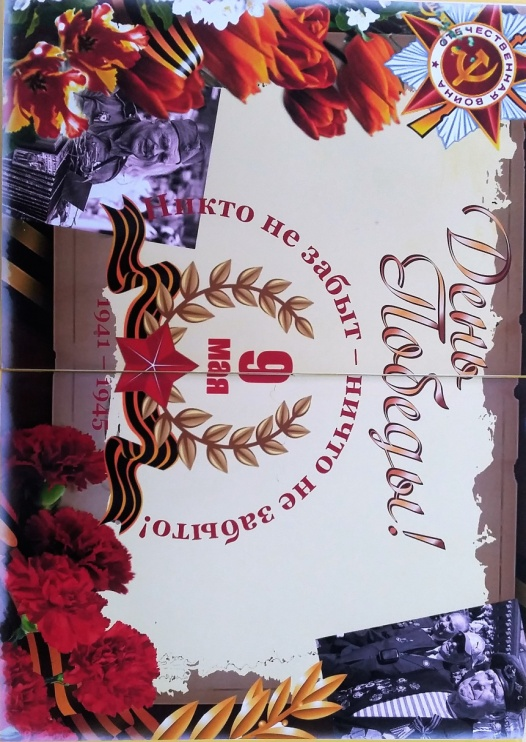 ОТЕЧЕСТВЕННАЯ ВОЙНА
День
Победы!
Никто не забыт – ничто не забыто!
9
мая
1941 – 1945